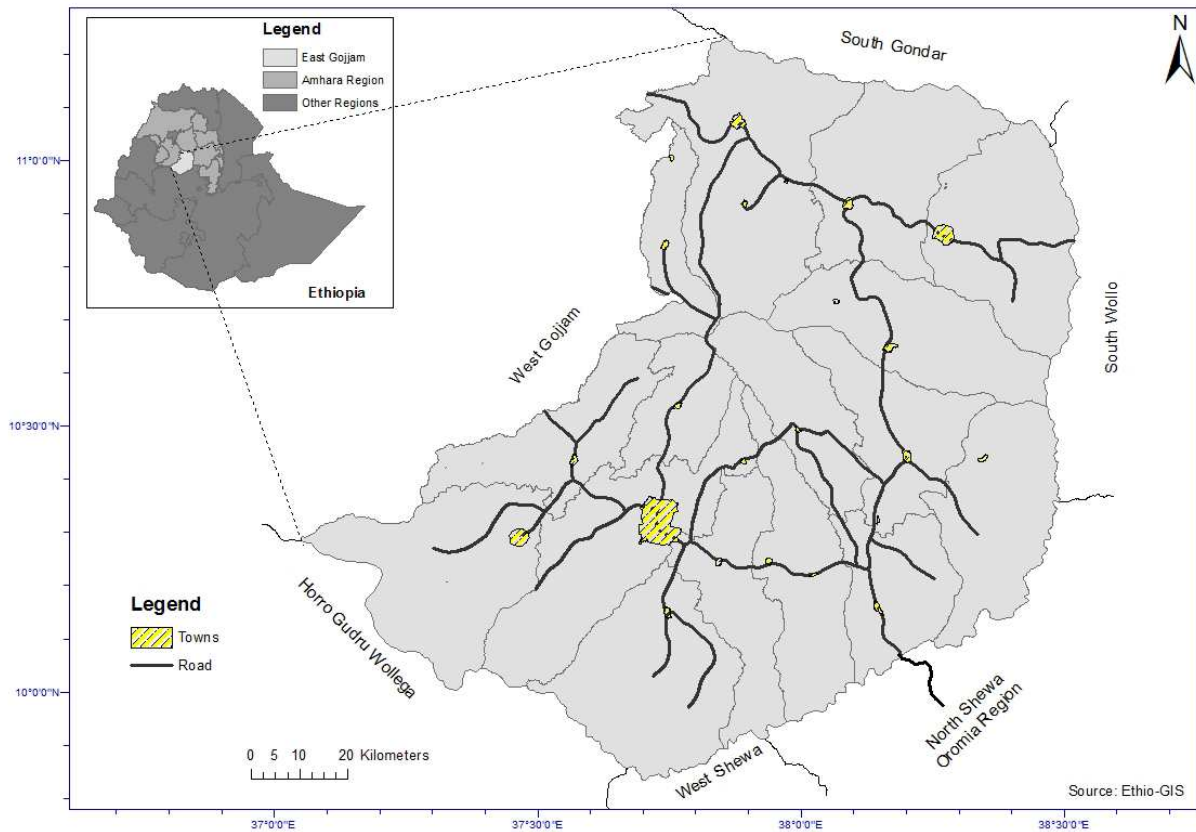 Legend
East Gojjam
Amhara Region
Other Regions
Ethiopia
N
South Gondar
11°0'0"N
West Gojjam
South Wollo
10°30'0"N
Legend
Towns
Road
Horro Gudru Wollega
10°0'0"N
North Shewa
Oromia Region
West Shewa
0 5 10 20 Kilometers
Source: Ethio-GIS
37°0'0"E 37°30'0"E 38°0'0"E 38°30'0"E